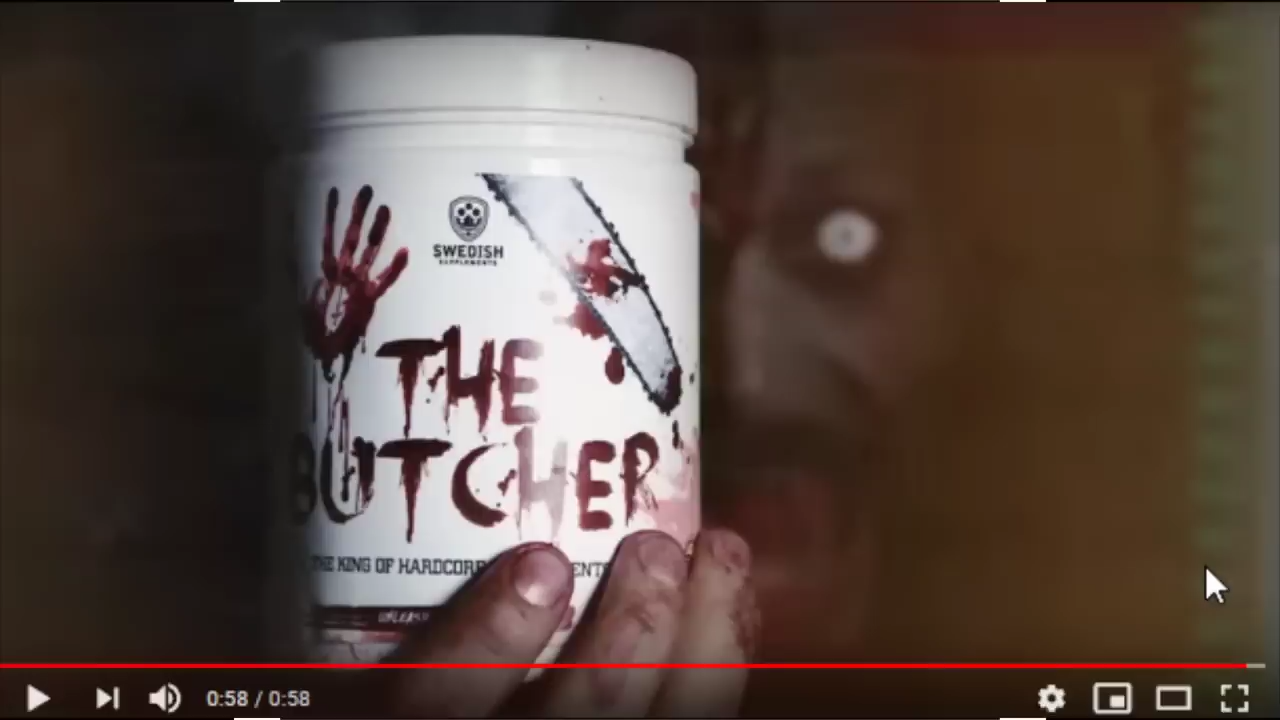 SWEDISH
SUPPLEMENTS
THE
BUTCHER
THE KING OF HARDCORE
0:58 / 0:58